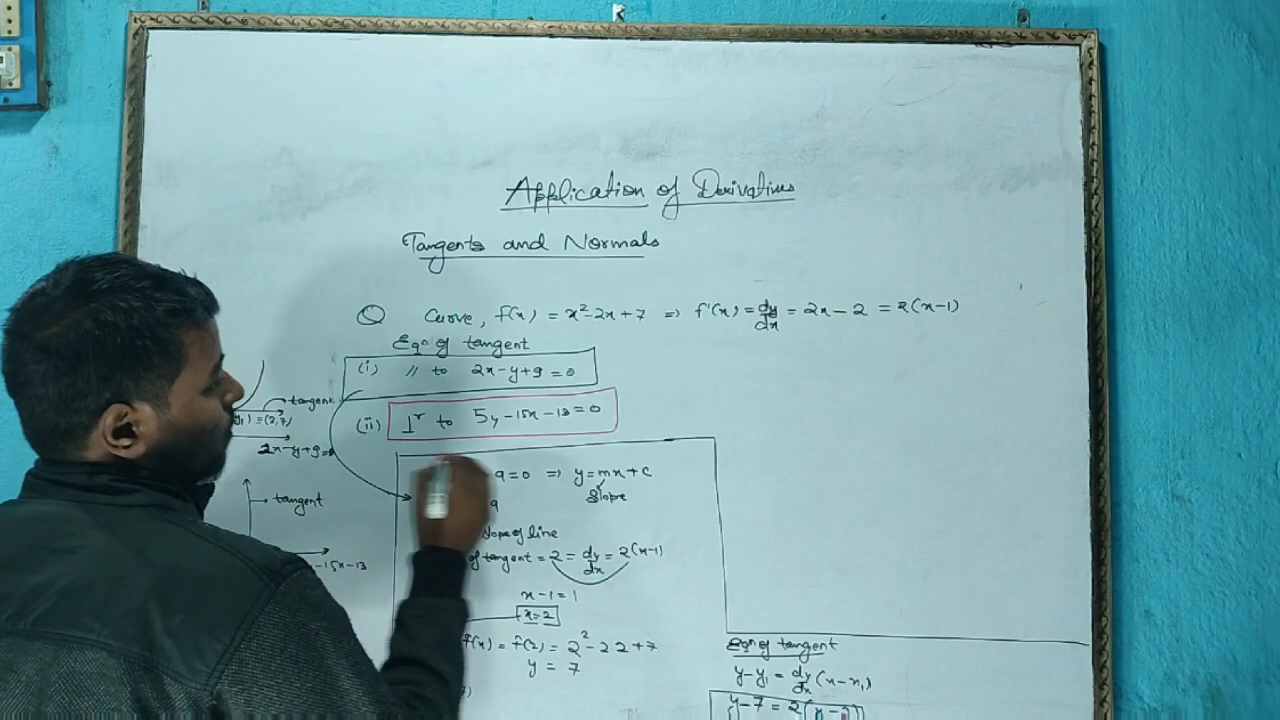 Application of Derivatives
Tangents and Normals
Q Curve, f(x) = x²-2x+7 ⇒ f'(x) = dy/dx = 2x-2 = 2(x-1)
Eqn of tangent
(i) // to 2x-y+9=0
(ii) ⊥r to 5y-15x-13=0
tangent
y₁) = (2,7)
2x-y+9=
tangent
-15x-13
9=0 ⇒ y=mx+c
Slope
9
slope of line
of tangent = 2 = dy/dx = 2(x-1)
x-1=1
x=2
f(x) = f(2) = 2²-2 2+7
y = 7
Eqn of tangent
y-y₁ = dy/dx (x-x₁)
y-7 = 2(x-2)